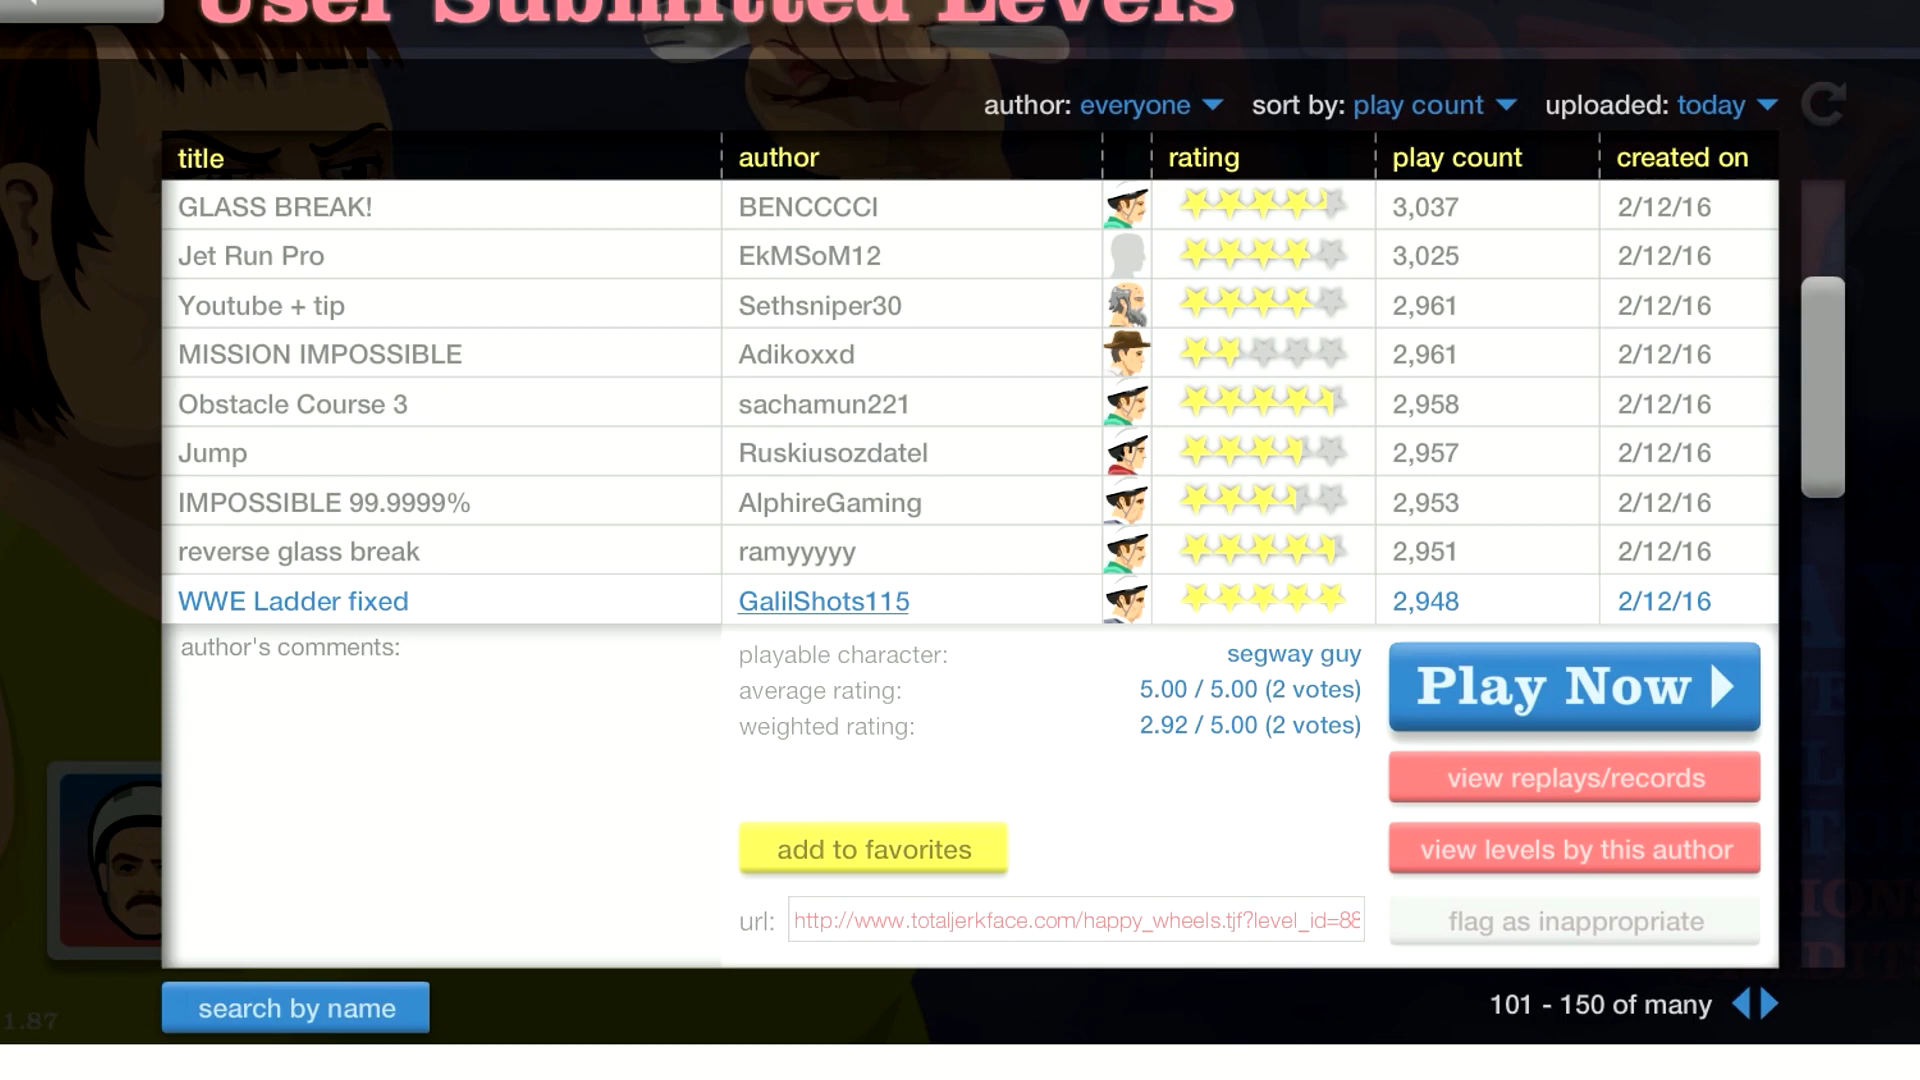 User Submitted Levels
author: everyone sort by: play count uploaded: today
title author rating play count created on
GLASS BREAK! BENCCCCI 3,037 2/12/16
Jet Run Pro EkMSoM12 3,025 2/12/16
Youtube + tip Sethsniper30 2,961 2/12/16
MISSION IMPOSSIBLE Adikoxxd 2,961 2/12/16
Obstacle Course 3 sachamun221 2,958 2/12/16
Jump Ruskiusozdatel 2,957 2/12/16
IMPOSSIBLE 99.9999% AlphireGaming 2,953 2/12/16
reverse glass break ramyyyyy 2,951 2/12/16
WWE Ladder fixed GalilShots115 2,948 2/12/16
author's comments:
playable character: segway guy
average rating: 5.00 / 5.00 (2 votes)
weighted rating: 2.92 / 5.00 (2 votes)
Play Now
view replays/records
add to favorites
view levels by this author
url: http://www.totaljerkface.com/happy_wheels.tjf?level_id=88
flag as inappropriate
search by name
101 - 150 of many
1.87